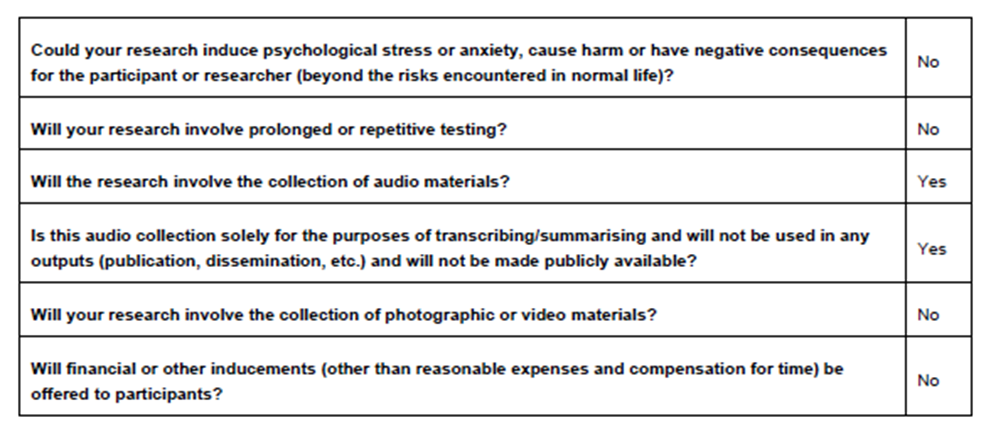 Could your research induce psychological stress or anxiety, cause harm or have negative consequences
for the participant or researcher (beyond the risks encountered in normal life)?
No
Will your research involve prolonged or repetitive testing?
No
Will the research involve the collection of audio materials?
Yes
Is this audio collection solely for the purposes of transcribing/summarising and will not be used in any
outputs (publication, dissemination, etc.) and will not be made publicly available?
Yes
Will your research involve the collection of photographic or video materials?
No
Will financial or other inducements (other than reasonable expenses and compensation for time) be
offered to participants?
No